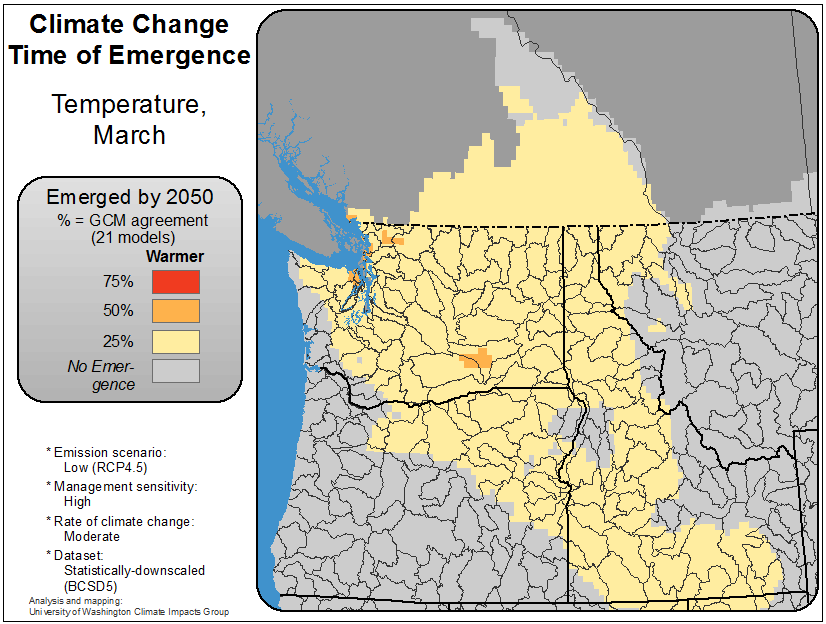 Climate Change
Time of Emergence
Temperature,
March
Emerged by 2050
% = GCM agreement
(21 models)
Warmer
75%
50%
25%
No Emer-
gence
* Emission scenario:
Low (RCP4.5)
* Management sensitivity:
High
* Rate of climate change:
Moderate
* Dataset:
Statistically-downscaled
(BCSD5)
Analysis and mapping:
University of Washington Climate Impacts Group